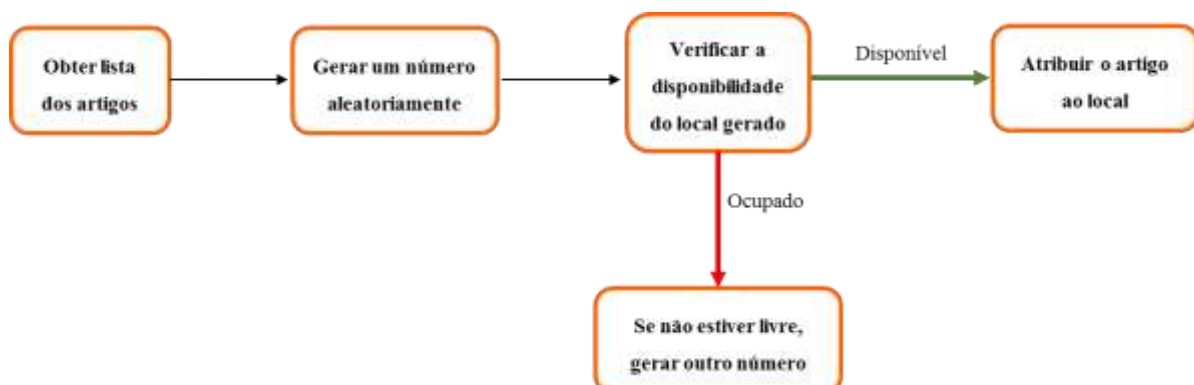 Obter lista
dos artigos
Gerar um número
aleatoriamente
Verificar a
disponibilidade
do local gerado
Disponível
Atribuir o artigo
ao local
Ocupado
Se não estiver livre,
gerar outro número